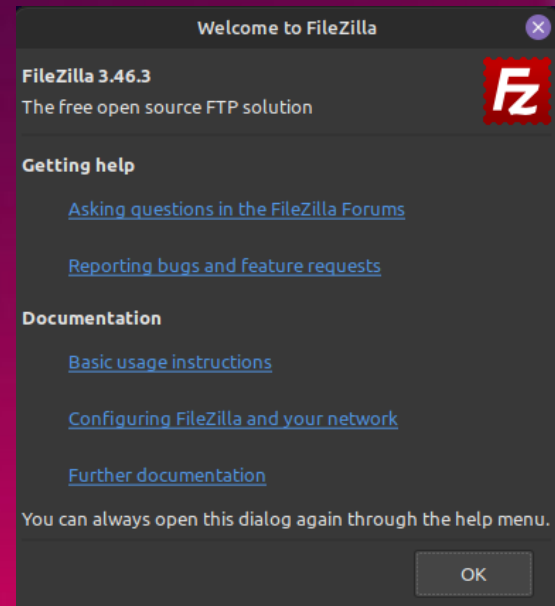 Welcome to FileZilla
FileZilla 3.46.3
The free open source FTP solution
Fz
Getting help
Asking questions in the FileZilla Forums
Reporting bugs and feature requests
Documentation
Basic usage instructions
Configuring FileZilla and your network
Further documentation
You can always open this dialog again through the help menu.
OK